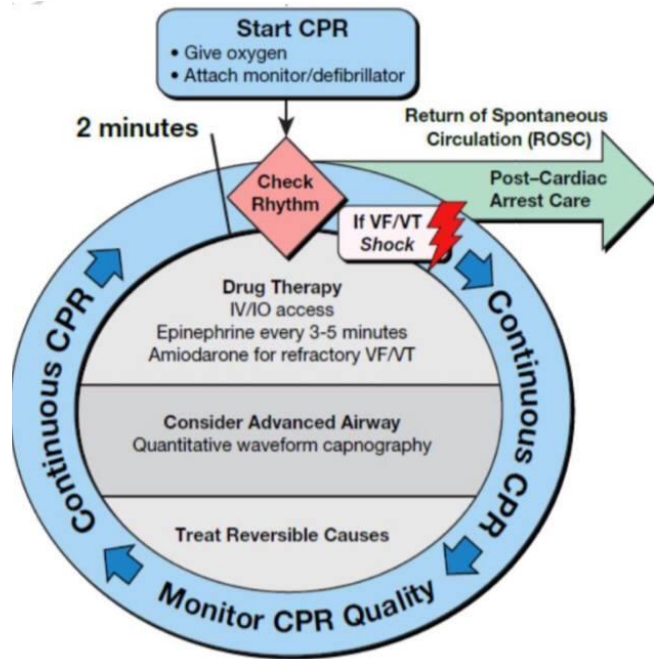 Start CPR
• Give oxygen
• Attach monitor/defibrillator
2 minutes
Return of Spontaneous
Circulation (ROSC)
Check
Rhythm
Post–Cardiac
Arrest Care
If VF/VT
Shock
Drug Therapy
IV/IO access
Epinephrine every 3-5 minutes
Amiodarone for refractory VF/VT
Continuous CPR
Continuous CPR
Consider Advanced Airway
Quantitative waveform capnography
Treat Reversible Causes
Monitor CPR Quality